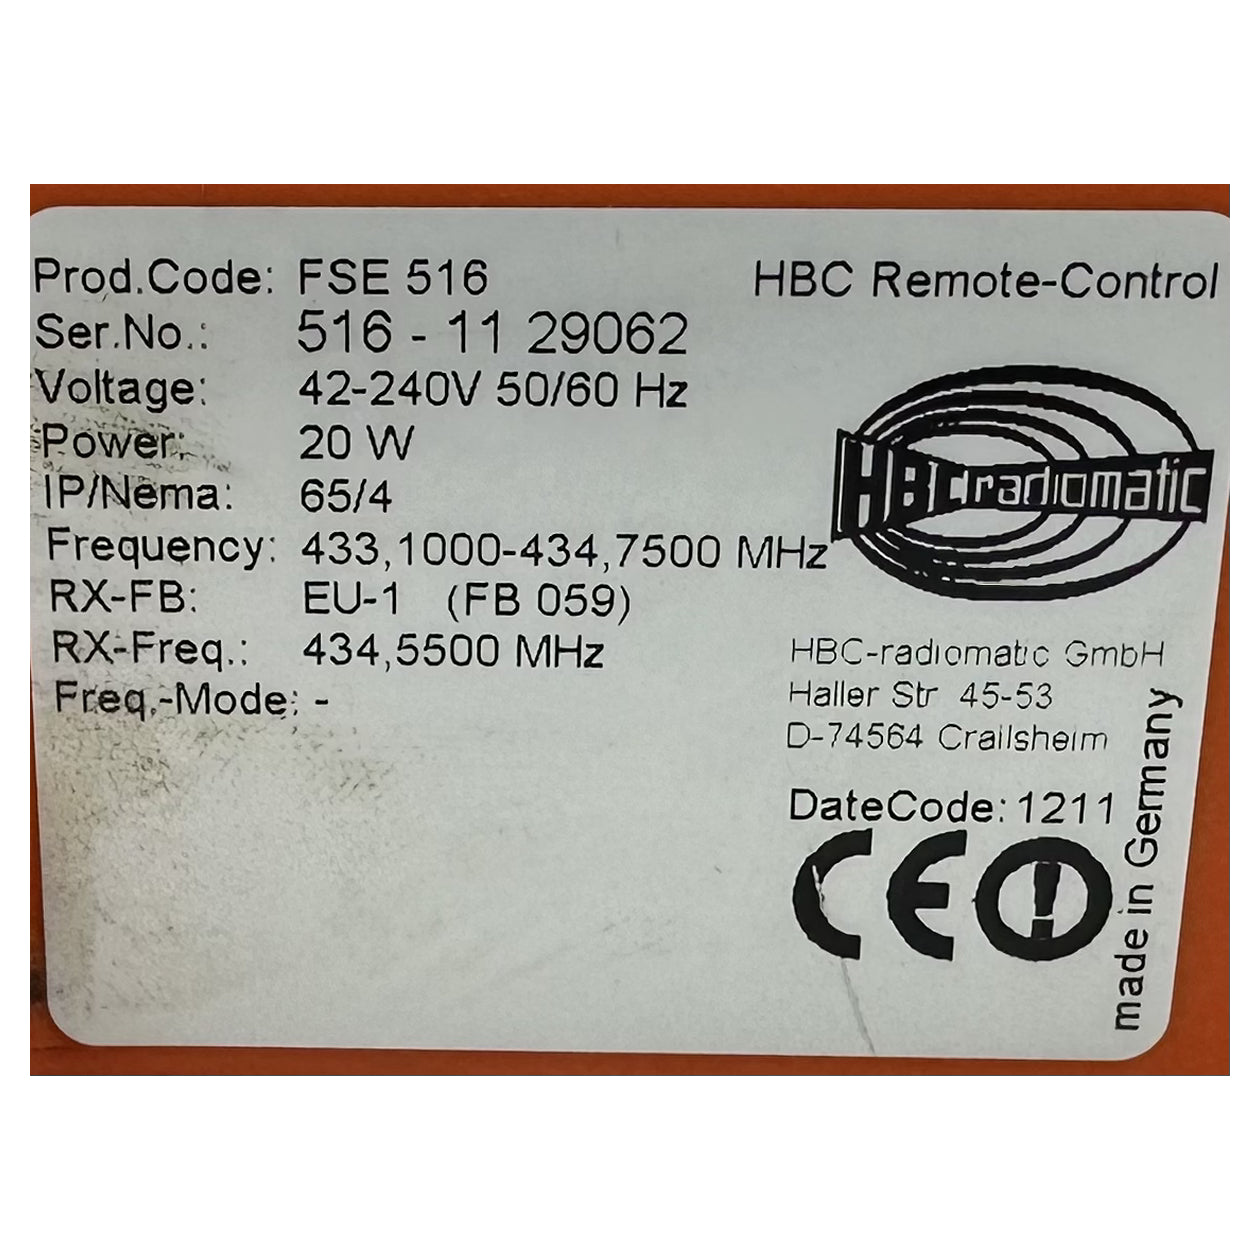 Prod.Code: FSE 516
Ser.No.: 516 - 11 29062
Voltage: 42-240V 50/60 Hz
Power: 20 W
IP/Nema: 65/4
Frequency: 433,1000-434,7500 MHz
RX-FB: EU-1 (FB 059)
RX-Freq.: 434,5500 MHz
Freq.-Mode: -
HBC Remote-Control
HBC radiomatic
HBC-radiomatic GmbH
Haller Str 45-53
D-74564 Crailsheim
DateCode: 1211
CE
made in Germany